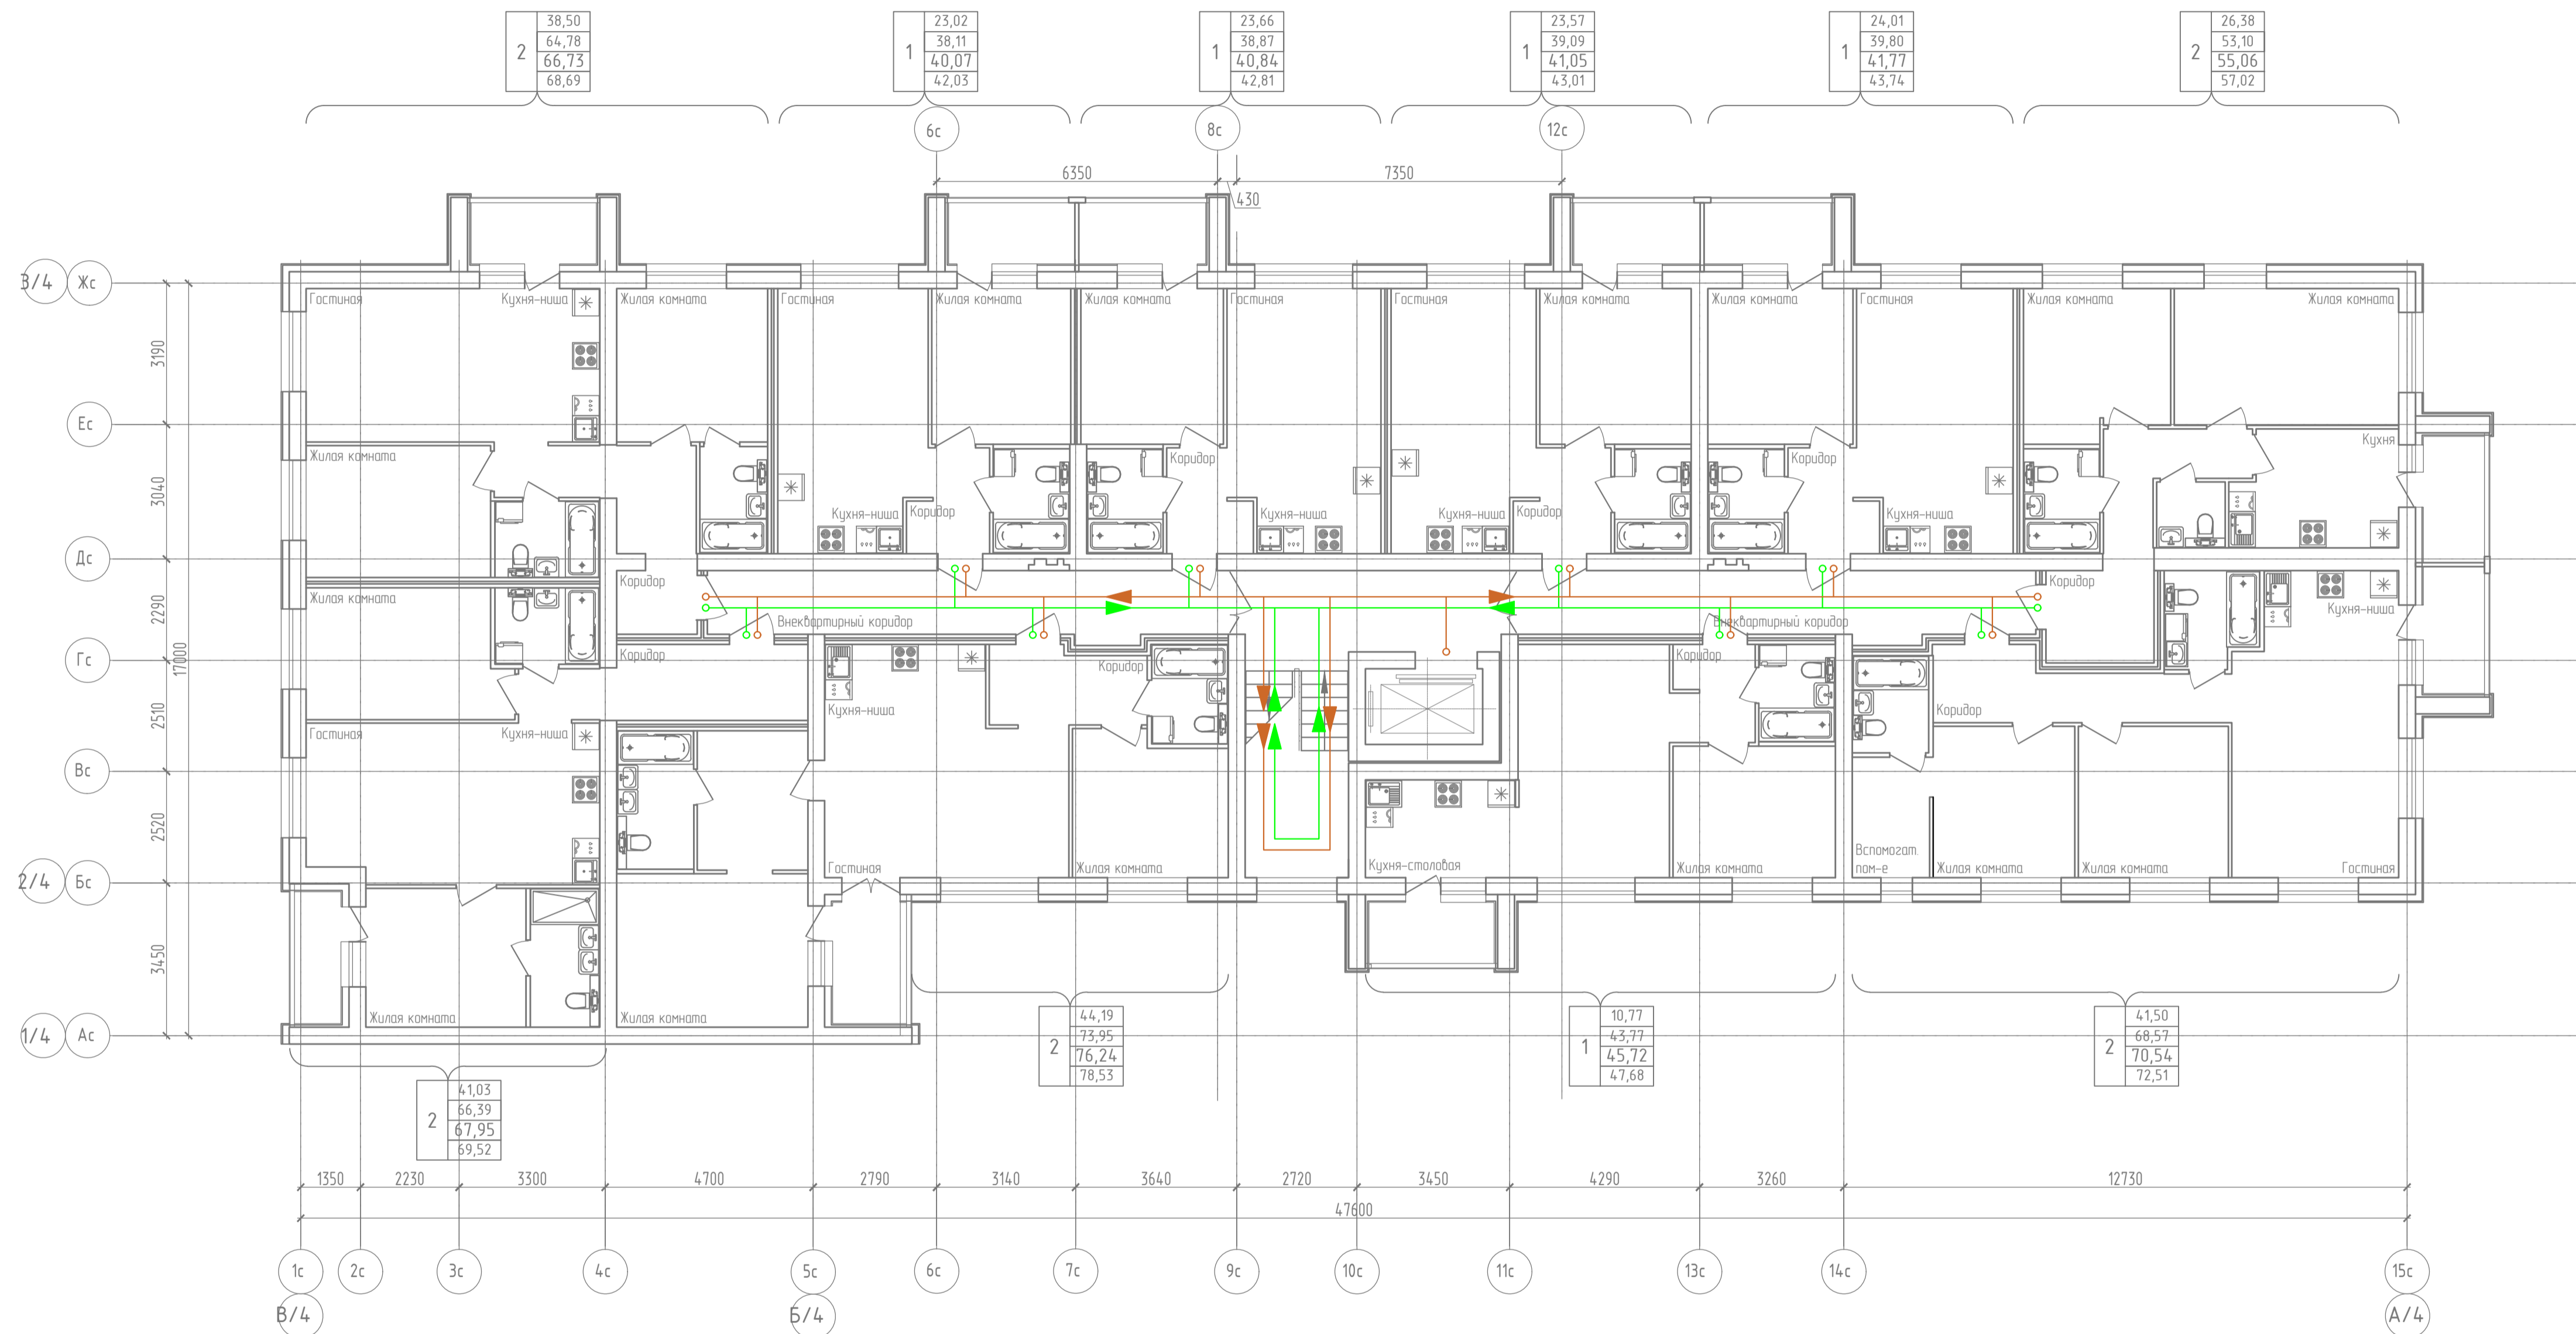 38,50
64,78
2
66,73
68,69
23,02
38,11
1
40,07
42,03
23,66
38,87
1
40,84
42,81
23,57
39,09
1
41,05
43,01
24,01
39,80
1
41,77
43,74
26,38
53,10
2
55,06
57,02
6с
8с
12с
6350
7350
430
3/4
Жс
Гостиная
Кухня-ниша
Жилая комната
Гостиная
Жилая комната
Жилая комната
Гостиная
Гостиная
Жилая комната
Жилая комната
Гостиная
Жилая комната
Жилая комната
3190
Ес
Жилая комната
Коридор
Коридор
Кухня
3040
Кухня-ниша
Коридор
Кухня-ниша
Кухня-ниша
Коридор
Кухня-ниша
Дс
Коридор
Коридор
2290
Жилая комната
Кухня-ниша
Внеквартирный коридор
Внеквартирный коридор
17000
Гс
Коридор
Коридор
Коридор
2510
Кухня-ниша
Коридор
Гостиная
Кухня-ниша
Вс
2520
Гостиная
Жилая комната
Кухня-столовая
Жилая комната
Вспомогат.
пом-е
Жилая комната
Жилая комната
Гостиная
2/4
Бс
3450
Жилая комната
Жилая комната
1/4
Ас
44,19
73,95
2
76,24
78,53
10,77
43,77
1
45,72
47,68
41,50
68,57
2
70,54
72,51
41,03
66,39
2
67,95
69,52
1350
2230
3300
4700
2790
3140
3640
2720
3450
4290
3260
12730
47600
1с
2с
3с
4с
5с
6с
7с
9с
10с
11с
13с
14с
15с
В/4
Б/4
А/4